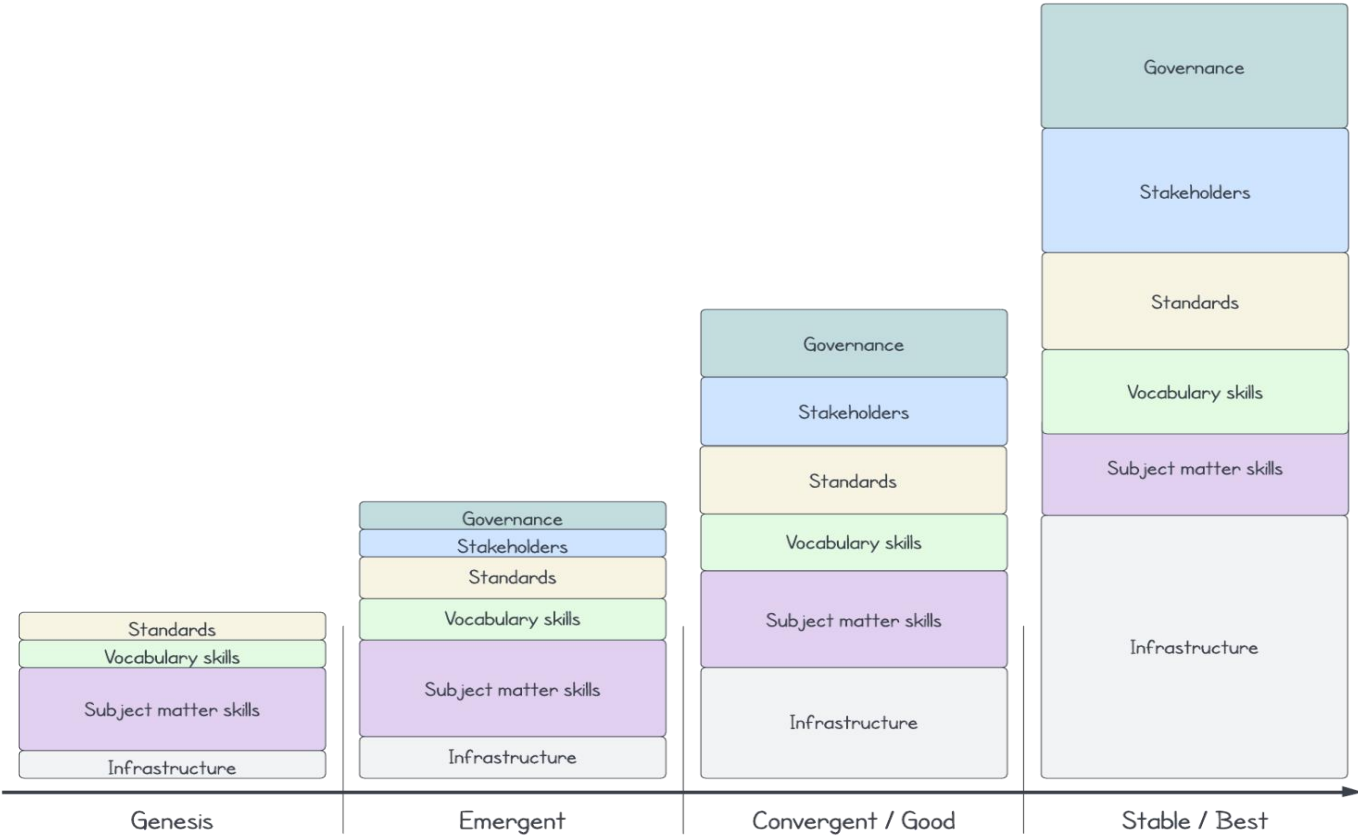 Standards
Vocabulary skills
Subject matter skills
Infrastructure
Genesis
Governance
Stakeholders
Standards
Vocabulary skills
Subject matter skills
Infrastructure
Emergent
Governance
Stakeholders
Standards
Vocabulary skills
Subject matter skills
Infrastructure
Convergent / Good
Governance
Stakeholders
Standards
Vocabulary skills
Subject matter skills
Infrastructure
Stable / Best